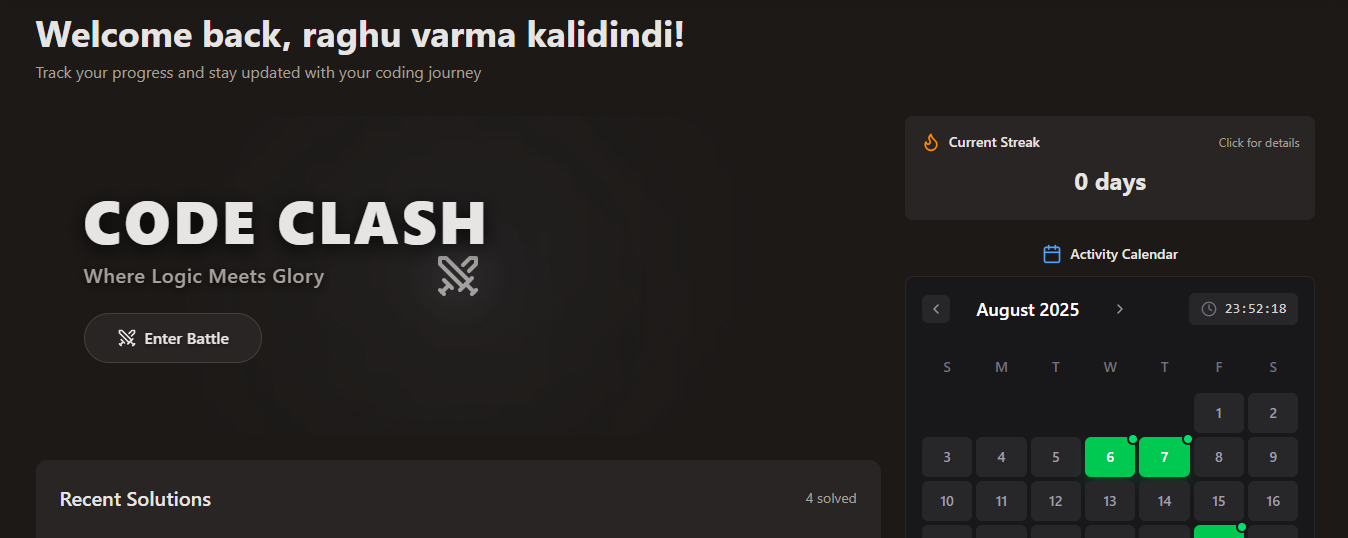 Welcome back, raghu varma kalidindi!
Track your progress and stay updated with your coding journey
CODE CLASH
Where Logic Meets Glory
Enter Battle
Recent Solutions
4 solved
Current Streak
Click for details
0 days
Activity Calendar
August 2025
23:52:18
S M T W T F S
1 2
3 4 5 6 7 8 9
10 11 12 13 14 15 16